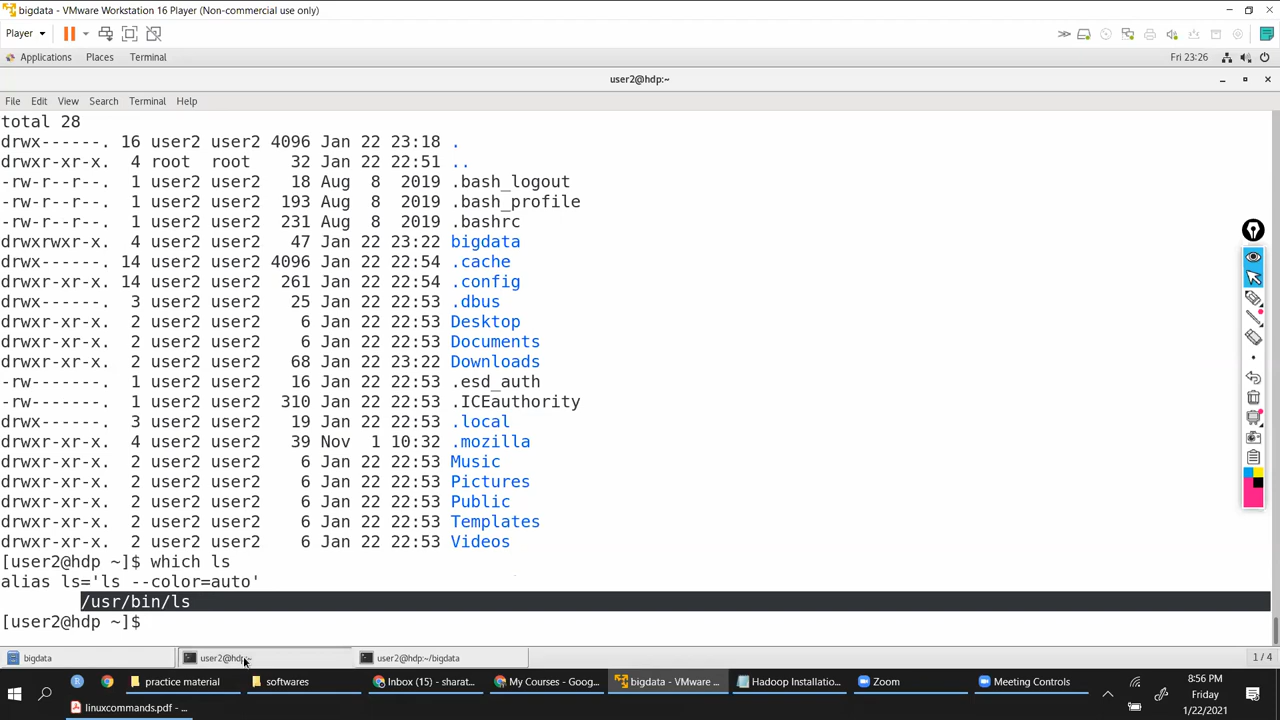 bigdata - VMware Workstation 16 Player (Non-commercial use only)
Player
Applications Places Terminal Fri 23:26
user2@hdp:~
File Edit View Search Terminal Help
total 28
drwx------. 16 user2 user2 4096 Jan 22 23:18 .
drwxr-xr-x. 4 root root 32 Jan 22 22:51 ..
-rw-r--r--. 1 user2 user2 18 Aug 8 2019 .bash_logout
-rw-r--r--. 1 user2 user2 193 Aug 8 2019 .bash_profile
-rw-r--r--. 1 user2 user2 231 Aug 8 2019 .bashrc
drwxrwxr-x. 4 user2 user2 47 Jan 22 23:22 bigdata
drwx------. 14 user2 user2 4096 Jan 22 22:54 .cache
drwxr-xr-x. 14 user2 user2 261 Jan 22 22:54 .config
drwx------. 3 user2 user2 25 Jan 22 22:53 .dbus
drwxr-xr-x. 2 user2 user2 6 Jan 22 22:53 Desktop
drwxr-xr-x. 2 user2 user2 6 Jan 22 22:53 Documents
drwxr-xr-x. 2 user2 user2 68 Jan 22 23:22 Downloads
-rw-------. 1 user2 user2 16 Jan 22 22:53 .esd_auth
-rw-------. 1 user2 user2 310 Jan 22 22:53 .ICEauthority
drwx------. 3 user2 user2 19 Jan 22 22:53 .local
drwxr-xr-x. 4 user2 user2 39 Nov 1 10:32 .mozilla
drwxr-xr-x. 2 user2 user2 6 Jan 22 22:53 Music
drwxr-xr-x. 2 user2 user2 6 Jan 22 22:53 Pictures
drwxr-xr-x. 2 user2 user2 6 Jan 22 22:53 Public
drwxr-xr-x. 2 user2 user2 6 Jan 22 22:53 Templates
drwxr-xr-x. 2 user2 user2 6 Jan 22 22:53 Videos
[user2@hdp ~]$ which ls
alias ls='ls --color=auto'
/usr/bin/ls
[user2@hdp ~]$
bigdata user2@hdp:~ user2@hdp:~/bigdata 1 / 4
practice material softwares Inbox (15) - sharat... My Courses - Goog... bigdata - VMware ... Hadoop Installatio... Zoom Meeting Controls
8:56 PM
Friday
1/22/2021
linuxcommands.pdf - ...